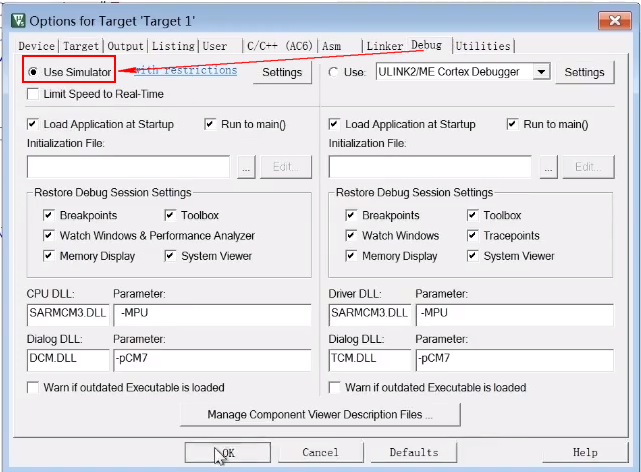 Options for Target 'Target 1'
Device Target Output Listing User C/C++ (AC6) Asm Linker Debug Utilities
Use Simulator with restrictions Settings Use: ULINK2/ME Cortex Debugger Settings
Limit Speed to Real-Time
Load Application at Startup Run to main() Load Application at Startup Run to main()
Initialization File: Initialization File:
... Edit... ... Edit...
Restore Debug Session Settings Restore Debug Session Settings
Breakpoints Toolbox Breakpoints Toolbox
Watch Windows & Performance Analyzer Watch Windows Tracepoints
Memory Display System Viewer Memory Display System Viewer
CPU DLL: Parameter: Driver DLL: Parameter:
SARMCM3.DLL -MPU SARMCM3.DLL -MPU
Dialog DLL: Parameter: Dialog DLL: Parameter:
DCM.DLL -pCM7 TCM.DLL -pCM7
Warn if outdated Executable is loaded Warn if outdated Executable is loaded
Manage Component Viewer Description Files ...
OK Cancel Defaults Help